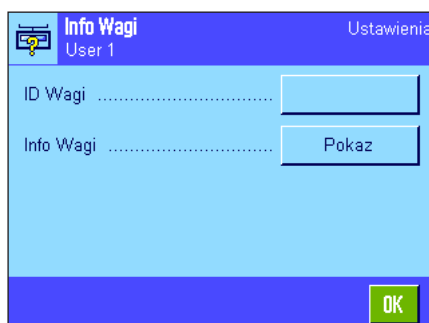 Info Wagi
Ustawienia
User 1
ID Wagi ................................
Info Wagi ..............................
Pokaz
OK